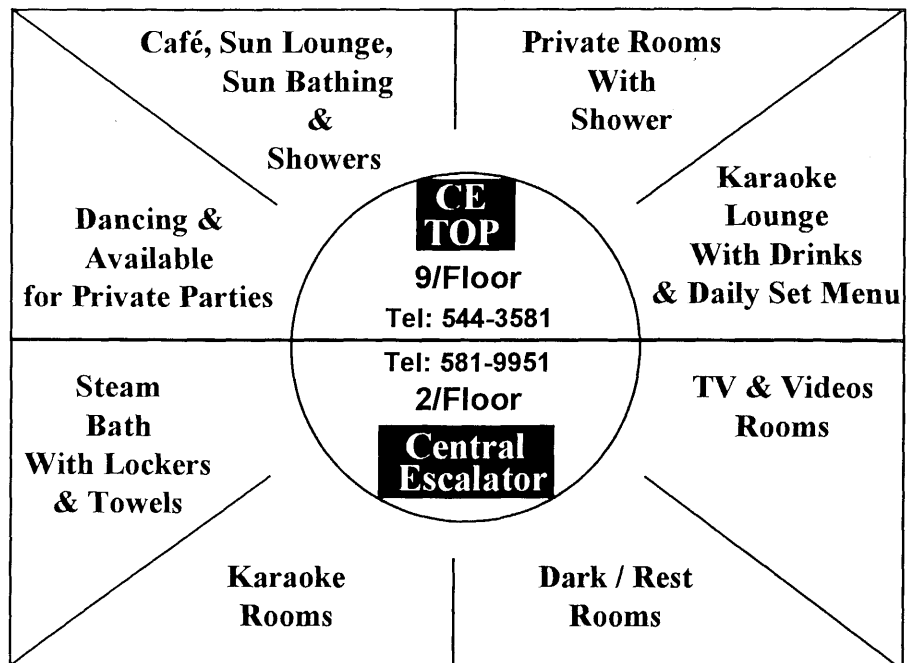 Café, Sun Lounge,
Sun Bathing
&
Showers
Private Rooms
With
Shower
Dancing &
Available
for Private Parties
CE
TOP
9/Floor
Tel: 544-3581
Karaoke
Lounge
With Drinks
& Daily Set Menu
Steam
Bath
With Lockers
& Towels
Tel: 581-9951
2/Floor
Central
Escalator
TV & Videos
Rooms
Karaoke
Rooms
Dark / Rest
Rooms